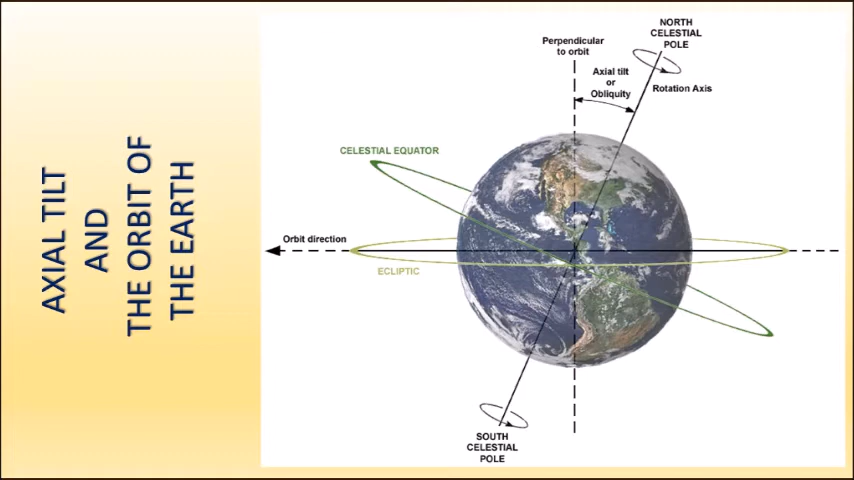 AXIAL TILT
AND
THE ORBIT OF
THE EARTH
NORTH
CELESTIAL
POLE
Perpendicular
to orbit
Axial tilt
or
Obliquity
Rotation Axis
CELESTIAL EQUATOR
Orbit direction
ECLIPTIC
SOUTH
CELESTIAL
POLE